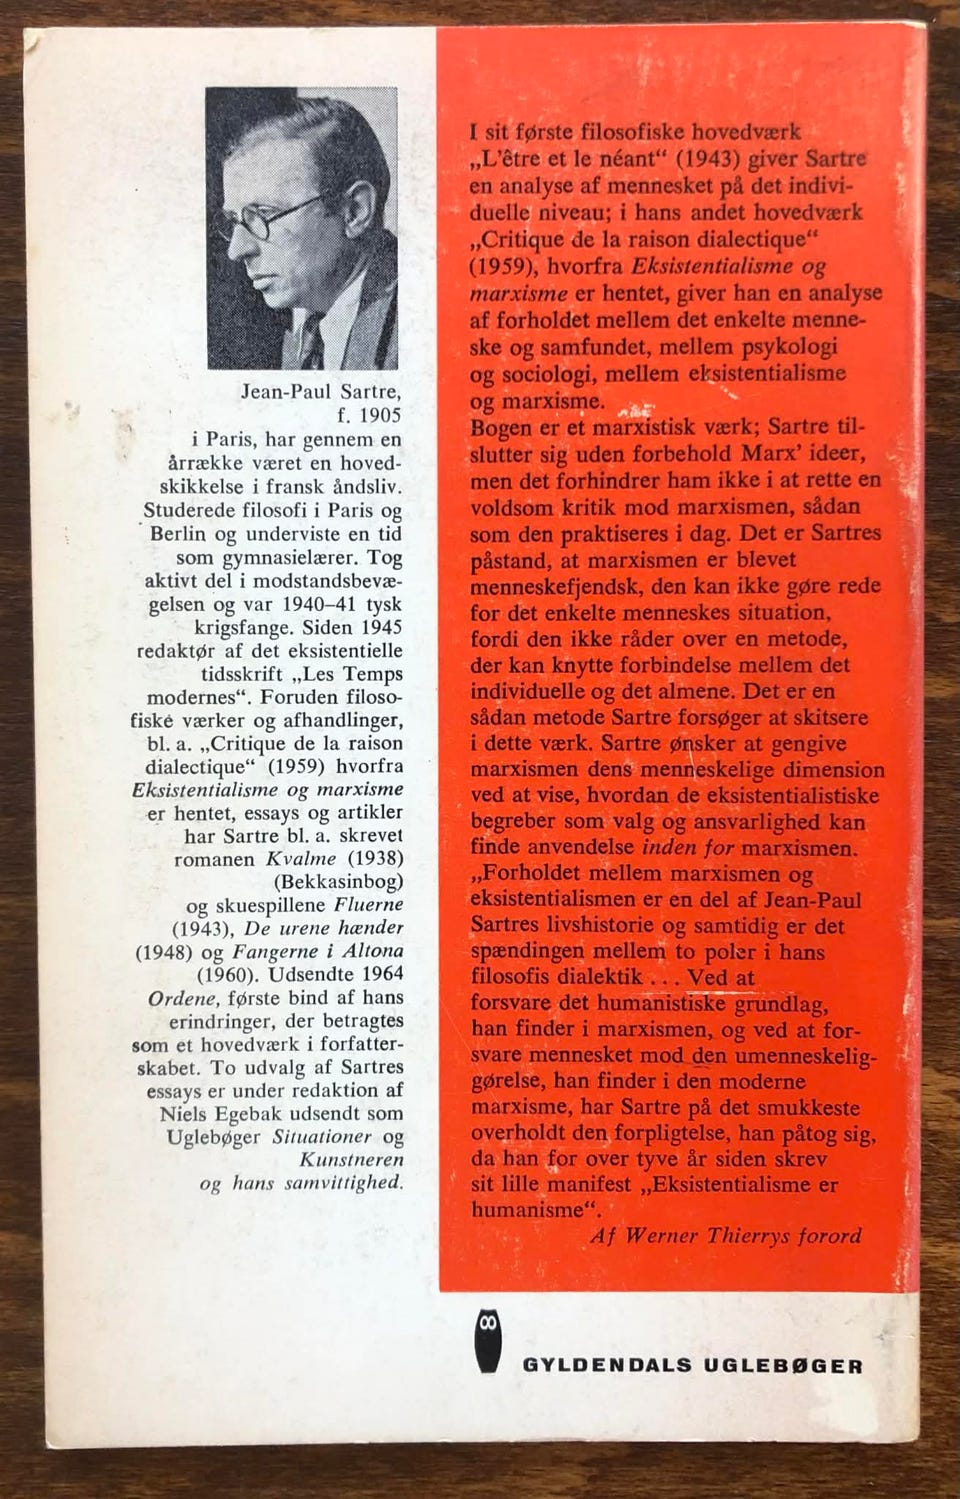 Jean-Paul Sartre,
f. 1905
i Paris, har gennem en
årrække været en hoved-
skikkelse i fransk åndsliv.
Studerede filosofi i Paris og
Berlin og underviste en tid
som gymnasielærer. Tog
aktivt del i modstandsbevæ-
gelsen og var 1940–41 tysk
krigsfange. Siden 1945
redaktør af det eksistentielle
tidsskrift „Les Temps
modernes“. Foruden filoso-
fiske værker og afhandlinger,
bl. a. „Critique de la raison
dialectique“ (1959) hvorfra
Eksistentialisme og marxisme
er hentet, essays og artikler
har Sartre bl. a. skrevet
romanen Kvalme (1938)
(Bekkasinbog)
og skuespillene Fluerne
(1943), De urene hænder
(1948) og Fangerne i Altona
(1960). Udsendte 1964
Ordene, første bind af hans
erindringer, der betragtes
som et hovedværk i forfatter-
skabet. To udvalg af Sartres
essays er under redaktion af
Niels Egebak udsendt som
Uglebøger Situationer og
Kunstneren
og hans samvittighed.
I sit første filosofiske hovedværk
„L'être et le néant“ (1943) giver Sartre
en analyse af mennesket på det indivi-
duelle niveau; i hans andet hovedværk
„Critique de la raison dialectique“
(1959), hvorfra Eksistentialisme og
marxisme er hentet, giver han en analyse
af forholdet mellem det enkelte menne-
ske og samfundet, mellem psykologi
og sociologi, mellem eksistentialisme
og marxisme.
Bogen er et marxistisk værk; Sartre til-
slutter sig uden forbehold Marx' ideer,
men det forhindrer ham ikke i at rette en
voldsom kritik mod marxismen, sådan
som den praktiseres i dag. Det er Sartres
påstand, at marxismen er blevet
menneskefjendsk, den kan ikke gøre rede
for det enkelte menneskes situation,
fordi den ikke råder over en metode,
der kan knytte forbindelse mellem det
individuelle og det almene. Det er en
sådan metode Sartre forsøger at skitsere
i dette værk. Sartre ønsker at gengive
marxismen dens menneskelige dimension
ved at vise, hvordan de eksistentialistiske
begreber som valg og ansvarlighed kan
finde anvendelse inden for marxismen.
„Forholdet mellem marxismen og
eksistentialismen er en del af Jean-Paul
Sartres livshistorie og samtidig er det
spændingen mellem to poler i hans
filosofis dialektik . . . Ved at
forsvare det humanistiske grundlag,
han finder i marxismen, og ved at for-
svare mennesket mod den umenneskelig-
gørelse, han finder i den moderne
marxisme, har Sartre på det smukkeste
overholdt den forpligtelse, han påtog sig,
da han for over tyve år siden skrev
sit lille manifest „Eksistentialisme er
humanisme“.
Af Werner Thierrys forord
GYLDENDALS UGLEBØGER